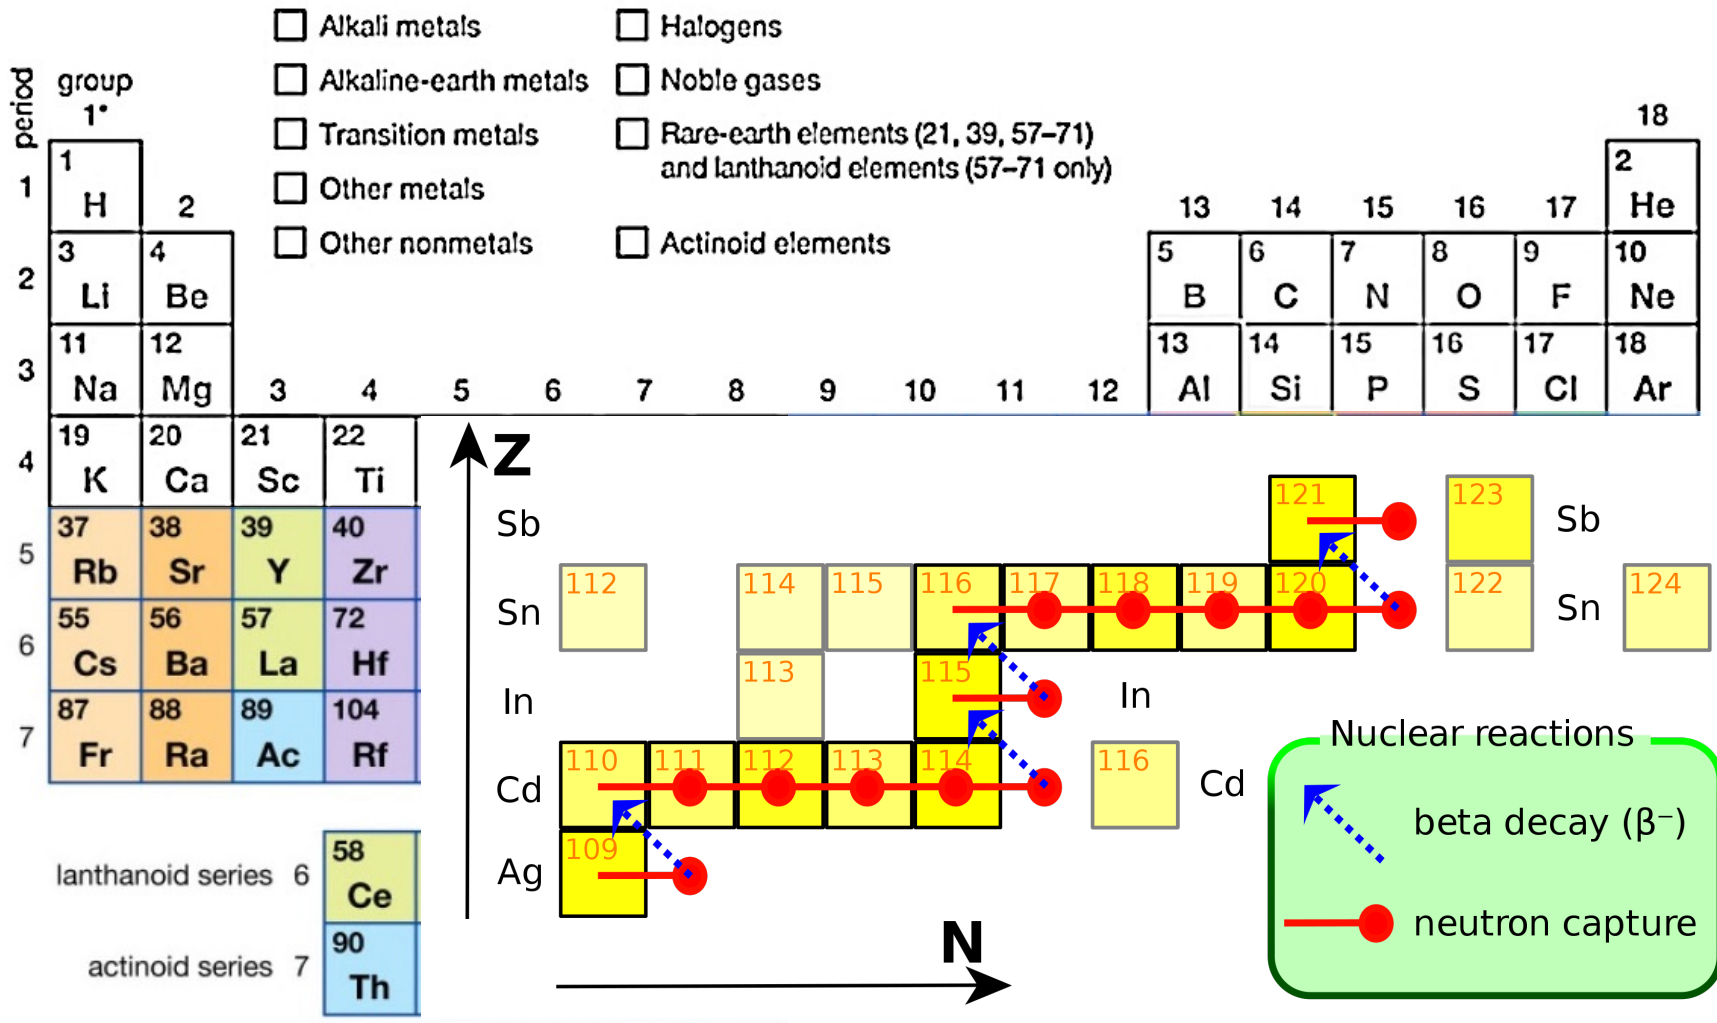 Alkali metals
Halogens
Alkaline-earth metals
Noble gases
Transition metals
Rare-earth elements (21, 39, 57–71)
and lanthanoid elements (57–71 only)
Other metals
Other nonmetals
Actinoid elements
period
group
1*
18
1
1
H
2
He
2
13
14
15
16
17
2
3
Li
4
Be
5
B
6
C
7
N
8
O
9
F
10
Ne
3
11
Na
12
Mg
3
4
5
6
7
8
9
10
11
12
13
Al
14
Si
15
P
16
S
17
Cl
18
Ar
4
19
K
20
Ca
21
Sc
22
Ti
5
37
Rb
38
Sr
39
Y
40
Zr
6
55
Cs
56
Ba
57
La
72
Hf
7
87
Fr
88
Ra
89
Ac
104
Rf
lanthanoid series 6
58
Ce
actinoid series 7
90
Th
Z
Sb
121
123
Sb
Sn
112
114
115
116
117
118
119
120
122
Sn
124
In
113
115
In
Cd
110
111
112
113
114
116
Cd
Ag
109
N
Nuclear reactions
beta decay (β⁻)
neutron capture